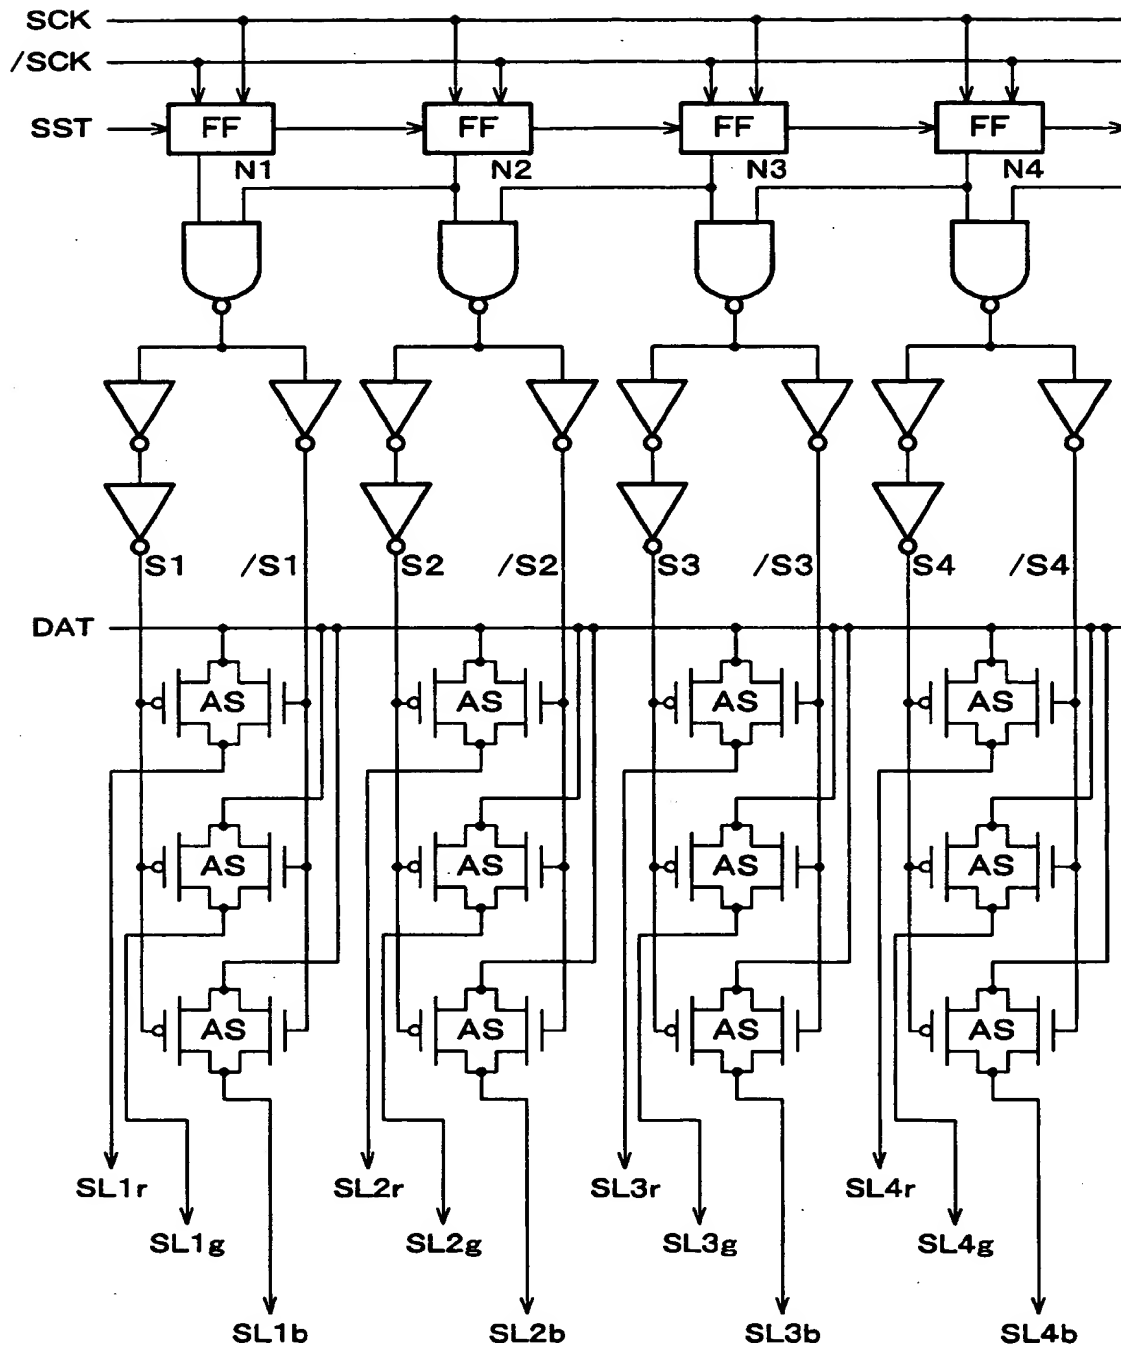 SCK
/SCK
SST
FF FF FF FF
N1 N2 N3 N4
S1 /S1 S2 /S2 S3 /S3 S4 /S4
DAT
AS AS AS AS
AS AS AS AS
AS AS AS AS
SL1r SL2r SL3r SL4r
SL1g SL2g SL3g SL4g
SL1b SL2b SL3b SL4b